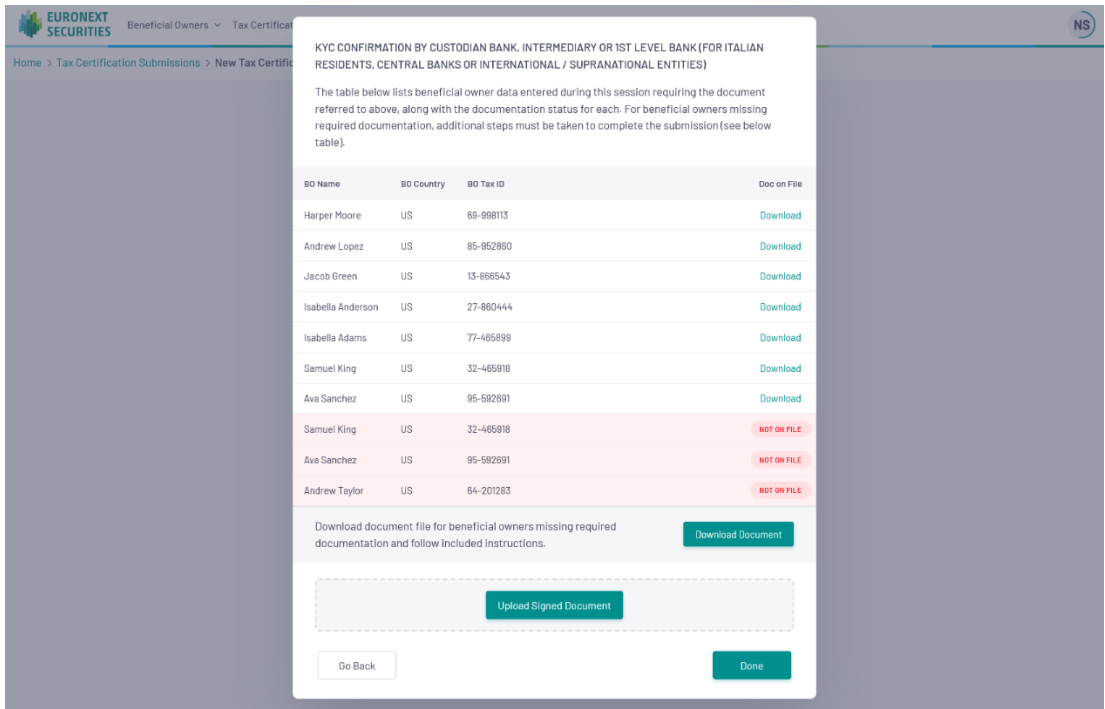 EURONEXT
SECURITIES
Beneficial Owners
Tax Certificat
NS
Home > Tax Certification Submissions > New Tax Certific
KYC CONFIRMATION BY CUSTODIAN BANK, INTERMEDIARY OR 1ST LEVEL BANK (FOR ITALIAN
RESIDENTS, CENTRAL BANKS OR INTERNATIONAL / SUPRANATIONAL ENTITIES)
The table below lists beneficial owner data entered during this session requiring the document
referred to above, along with the documentation status for each. For beneficial owners missing
required documentation, additional steps must be taken to complete the submission (see below
table).
BO Name BO Country BO Tax ID Doc on File
Harper Moore US 69-998113 Download
Andrew Lopez US 85-952860 Download
Jacob Green US 13-866543 Download
Isabella Anderson US 27-860444 Download
Isabella Adams US 77-465899 Download
Samuel King US 32-465918 Download
Ava Sanchez US 95-592691 Download
Samuel King US 32-465918 NOT ON FILE
Ava Sanchez US 95-592691 NOT ON FILE
Andrew Taylor US 64-201283 NOT ON FILE
Download document file for beneficial owners missing required
documentation and follow included instructions.
Download Document
Upload Signed Document
Go Back
Done